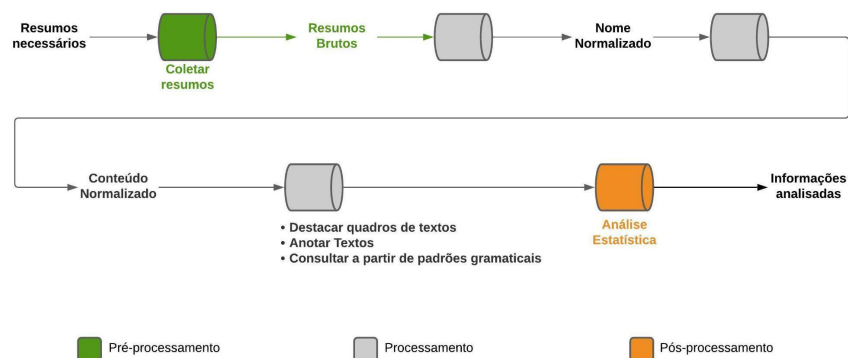 Resumos
necessários
Coletar
resumos
Resumos
Brutos
Nome
Normalizado
Conteúdo
Normalizado
• Destacar quadros de textos
• Anotar Textos
• Consultar a partir de padrões gramaticais
Análise
Estatística
Informações
analisadas
Pré-processamento
Processamento
Pós-processamento